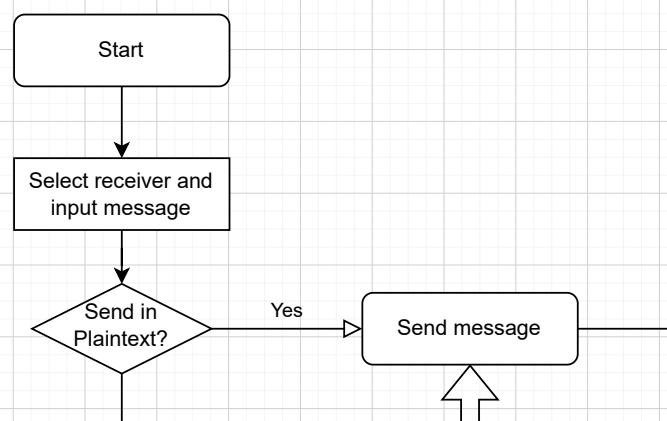 Start
Select receiver and
input message
Send in
Plaintext?
Yes
Send message